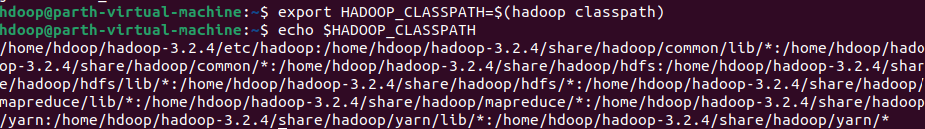 hdoop@parth-virtual-machine:~$ export HADOOP_CLASSPATH=$(hadoop classpath)
hdoop@parth-virtual-machine:~$ echo $HADOOP_CLASSPATH
/home/hdoop/hadoop-3.2.4/etc/hadoop:/home/hdoop/hadoop-3.2.4/share/hadoop/common/lib/*:/home/hdoop/hado
op-3.2.4/share/hadoop/common/*:/home/hdoop/hadoop-3.2.4/share/hadoop/hdfs:/home/hdoop/hadoop-3.2.4/shar
e/hadoop/hdfs/lib/*:/home/hdoop/hadoop-3.2.4/share/hadoop/hdfs/*:/home/hdoop/hadoop-3.2.4/share/hadoop/
mapreduce/lib/*:/home/hdoop/hadoop-3.2.4/share/hadoop/mapreduce/*:/home/hdoop/hadoop-3.2.4/share/hadoop
/yarn:/home/hdoop/hadoop-3.2.4/share/hadoop/yarn/lib/*:/home/hdoop/hadoop-3.2.4/share/hadoop/yarn/*